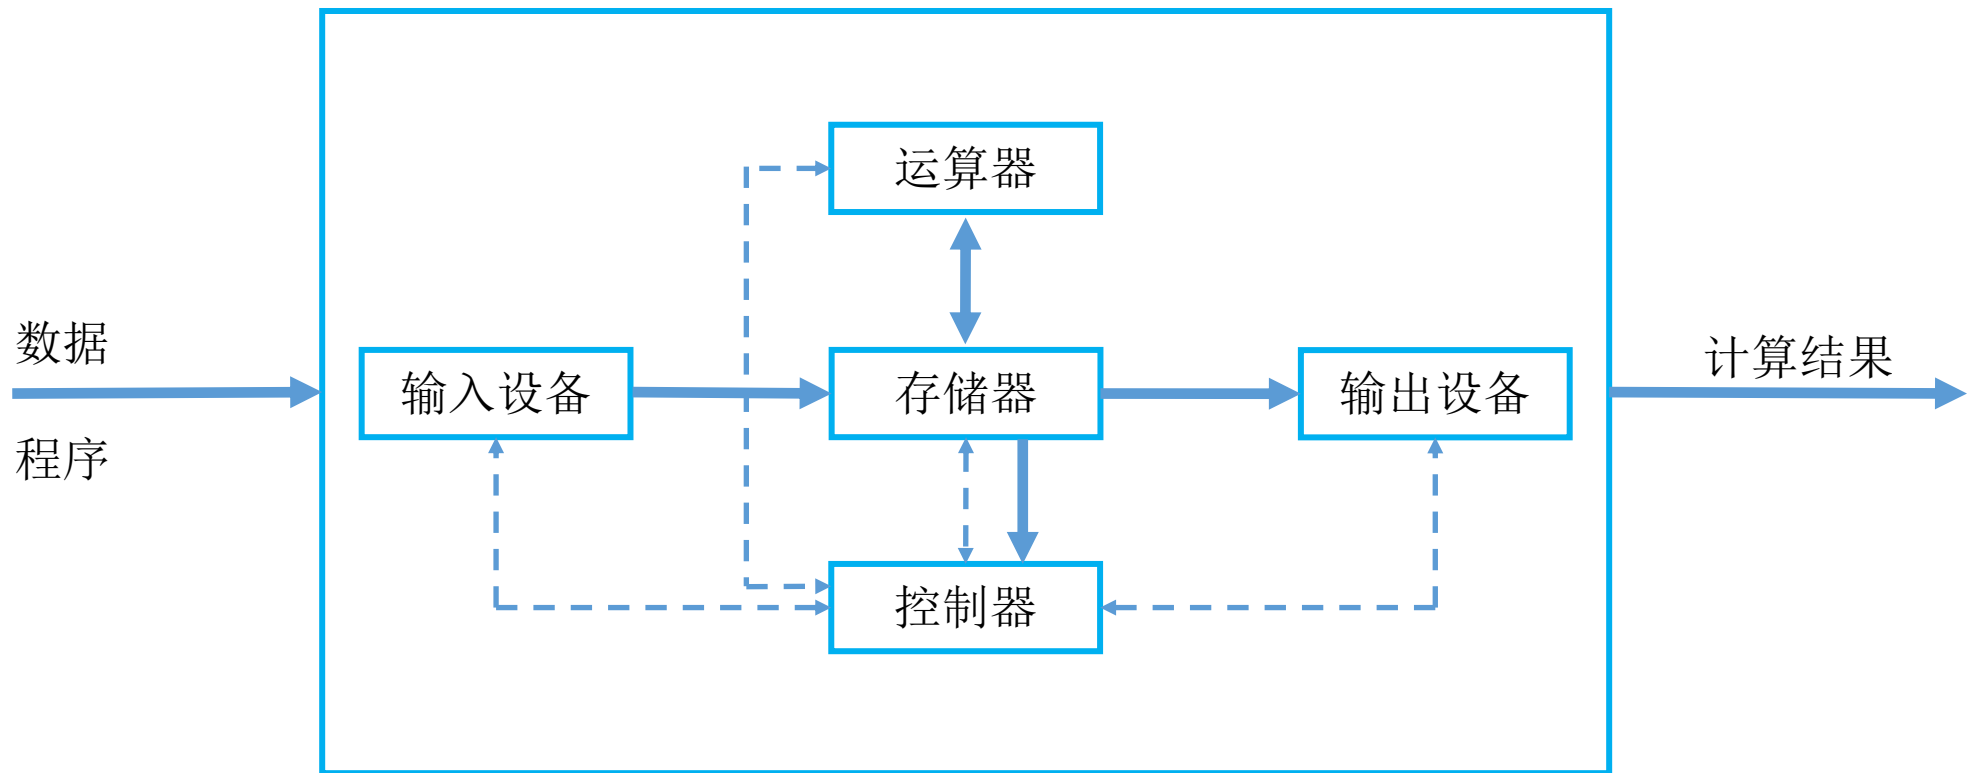 运算器
数据
程序
输入设备
存储器
输出设备
计算结果
控制器